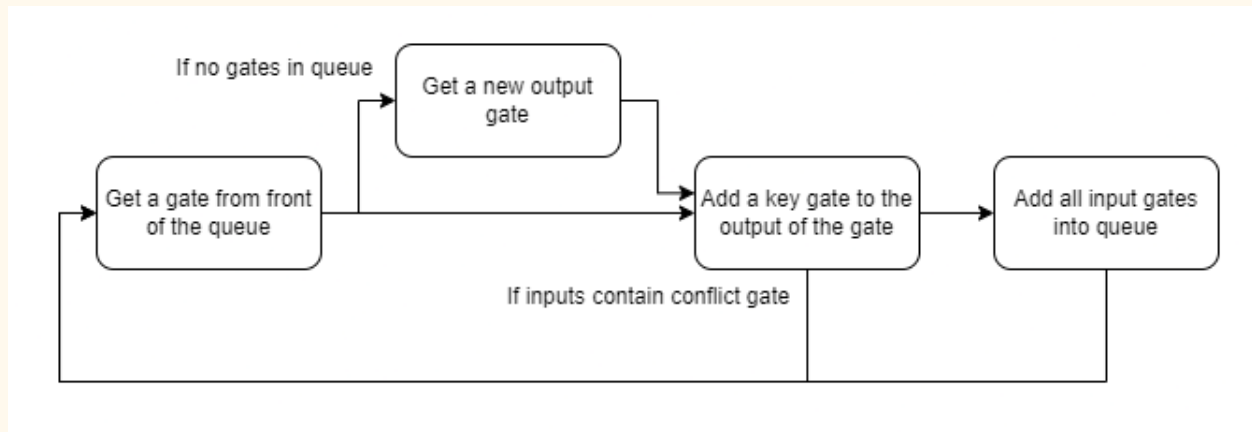 If no gates in queue
Get a new output
gate
Get a gate from front
of the queue
Add a key gate to the
output of the gate
Add all input gates
into queue
If inputs contain conflict gate